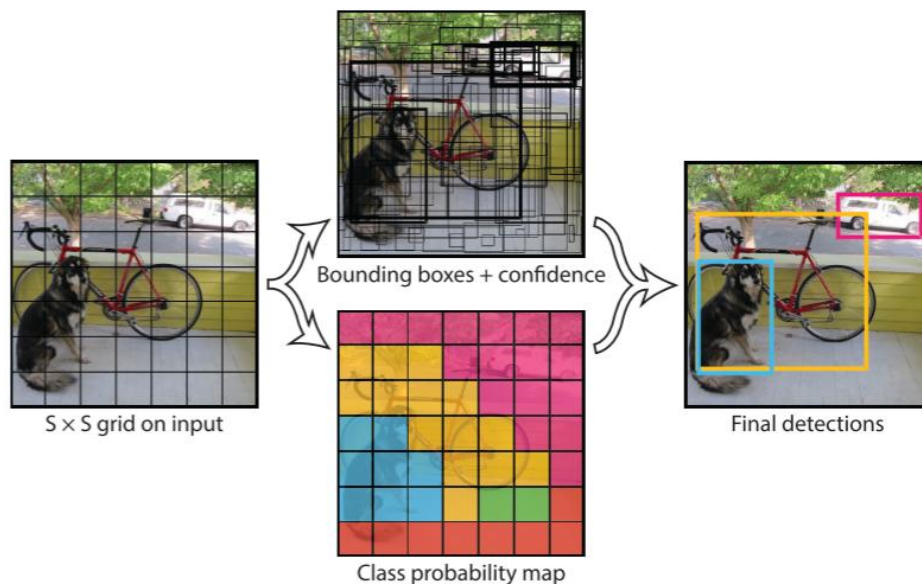 S × S grid on input
Bounding boxes + confidence
Class probability map
Final detections